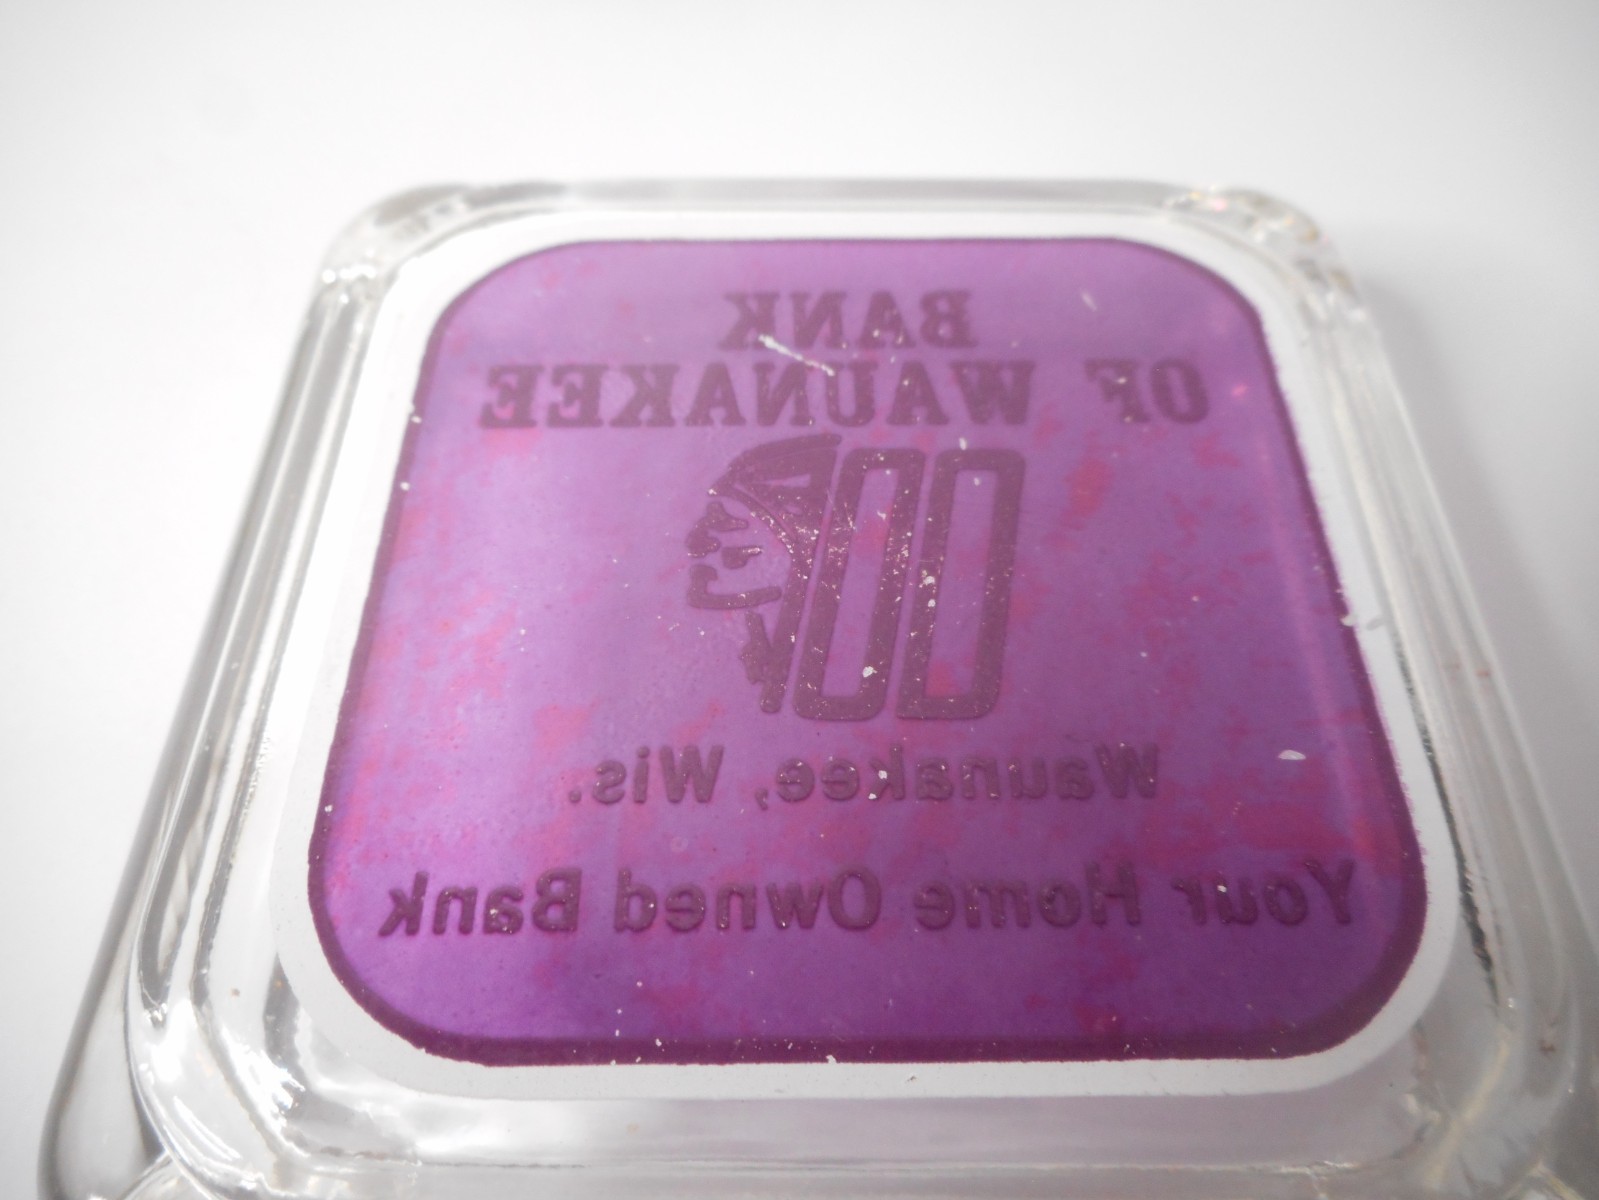 BANK
OF WAUNAKEE
Waunakee, Wis.
Your Home Owned Bank